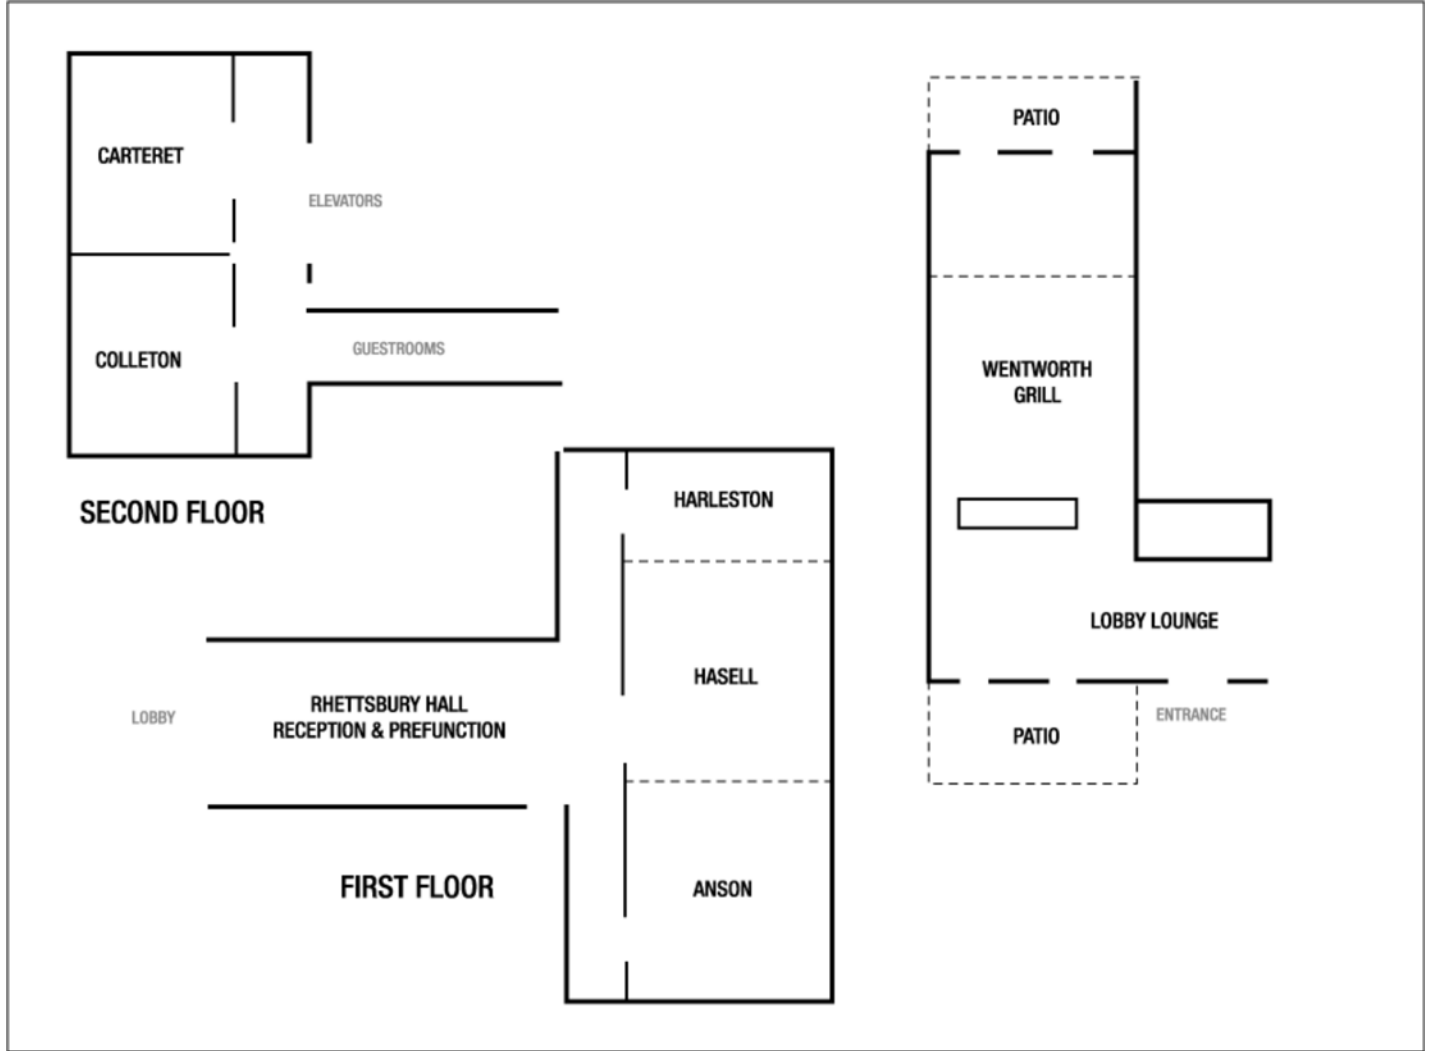 CARTERET
ELEVATORS
COLLETON
GUESTROOMS
SECOND FLOOR
HARLESTON
HASELL
RHETTSBURY HALL
RECEPTION & PREFUNCTION
LOBBY
ANSON
FIRST FLOOR
PATIO
WENTWORTH
GRILL
LOBBY LOUNGE
ENTRANCE
PATIO